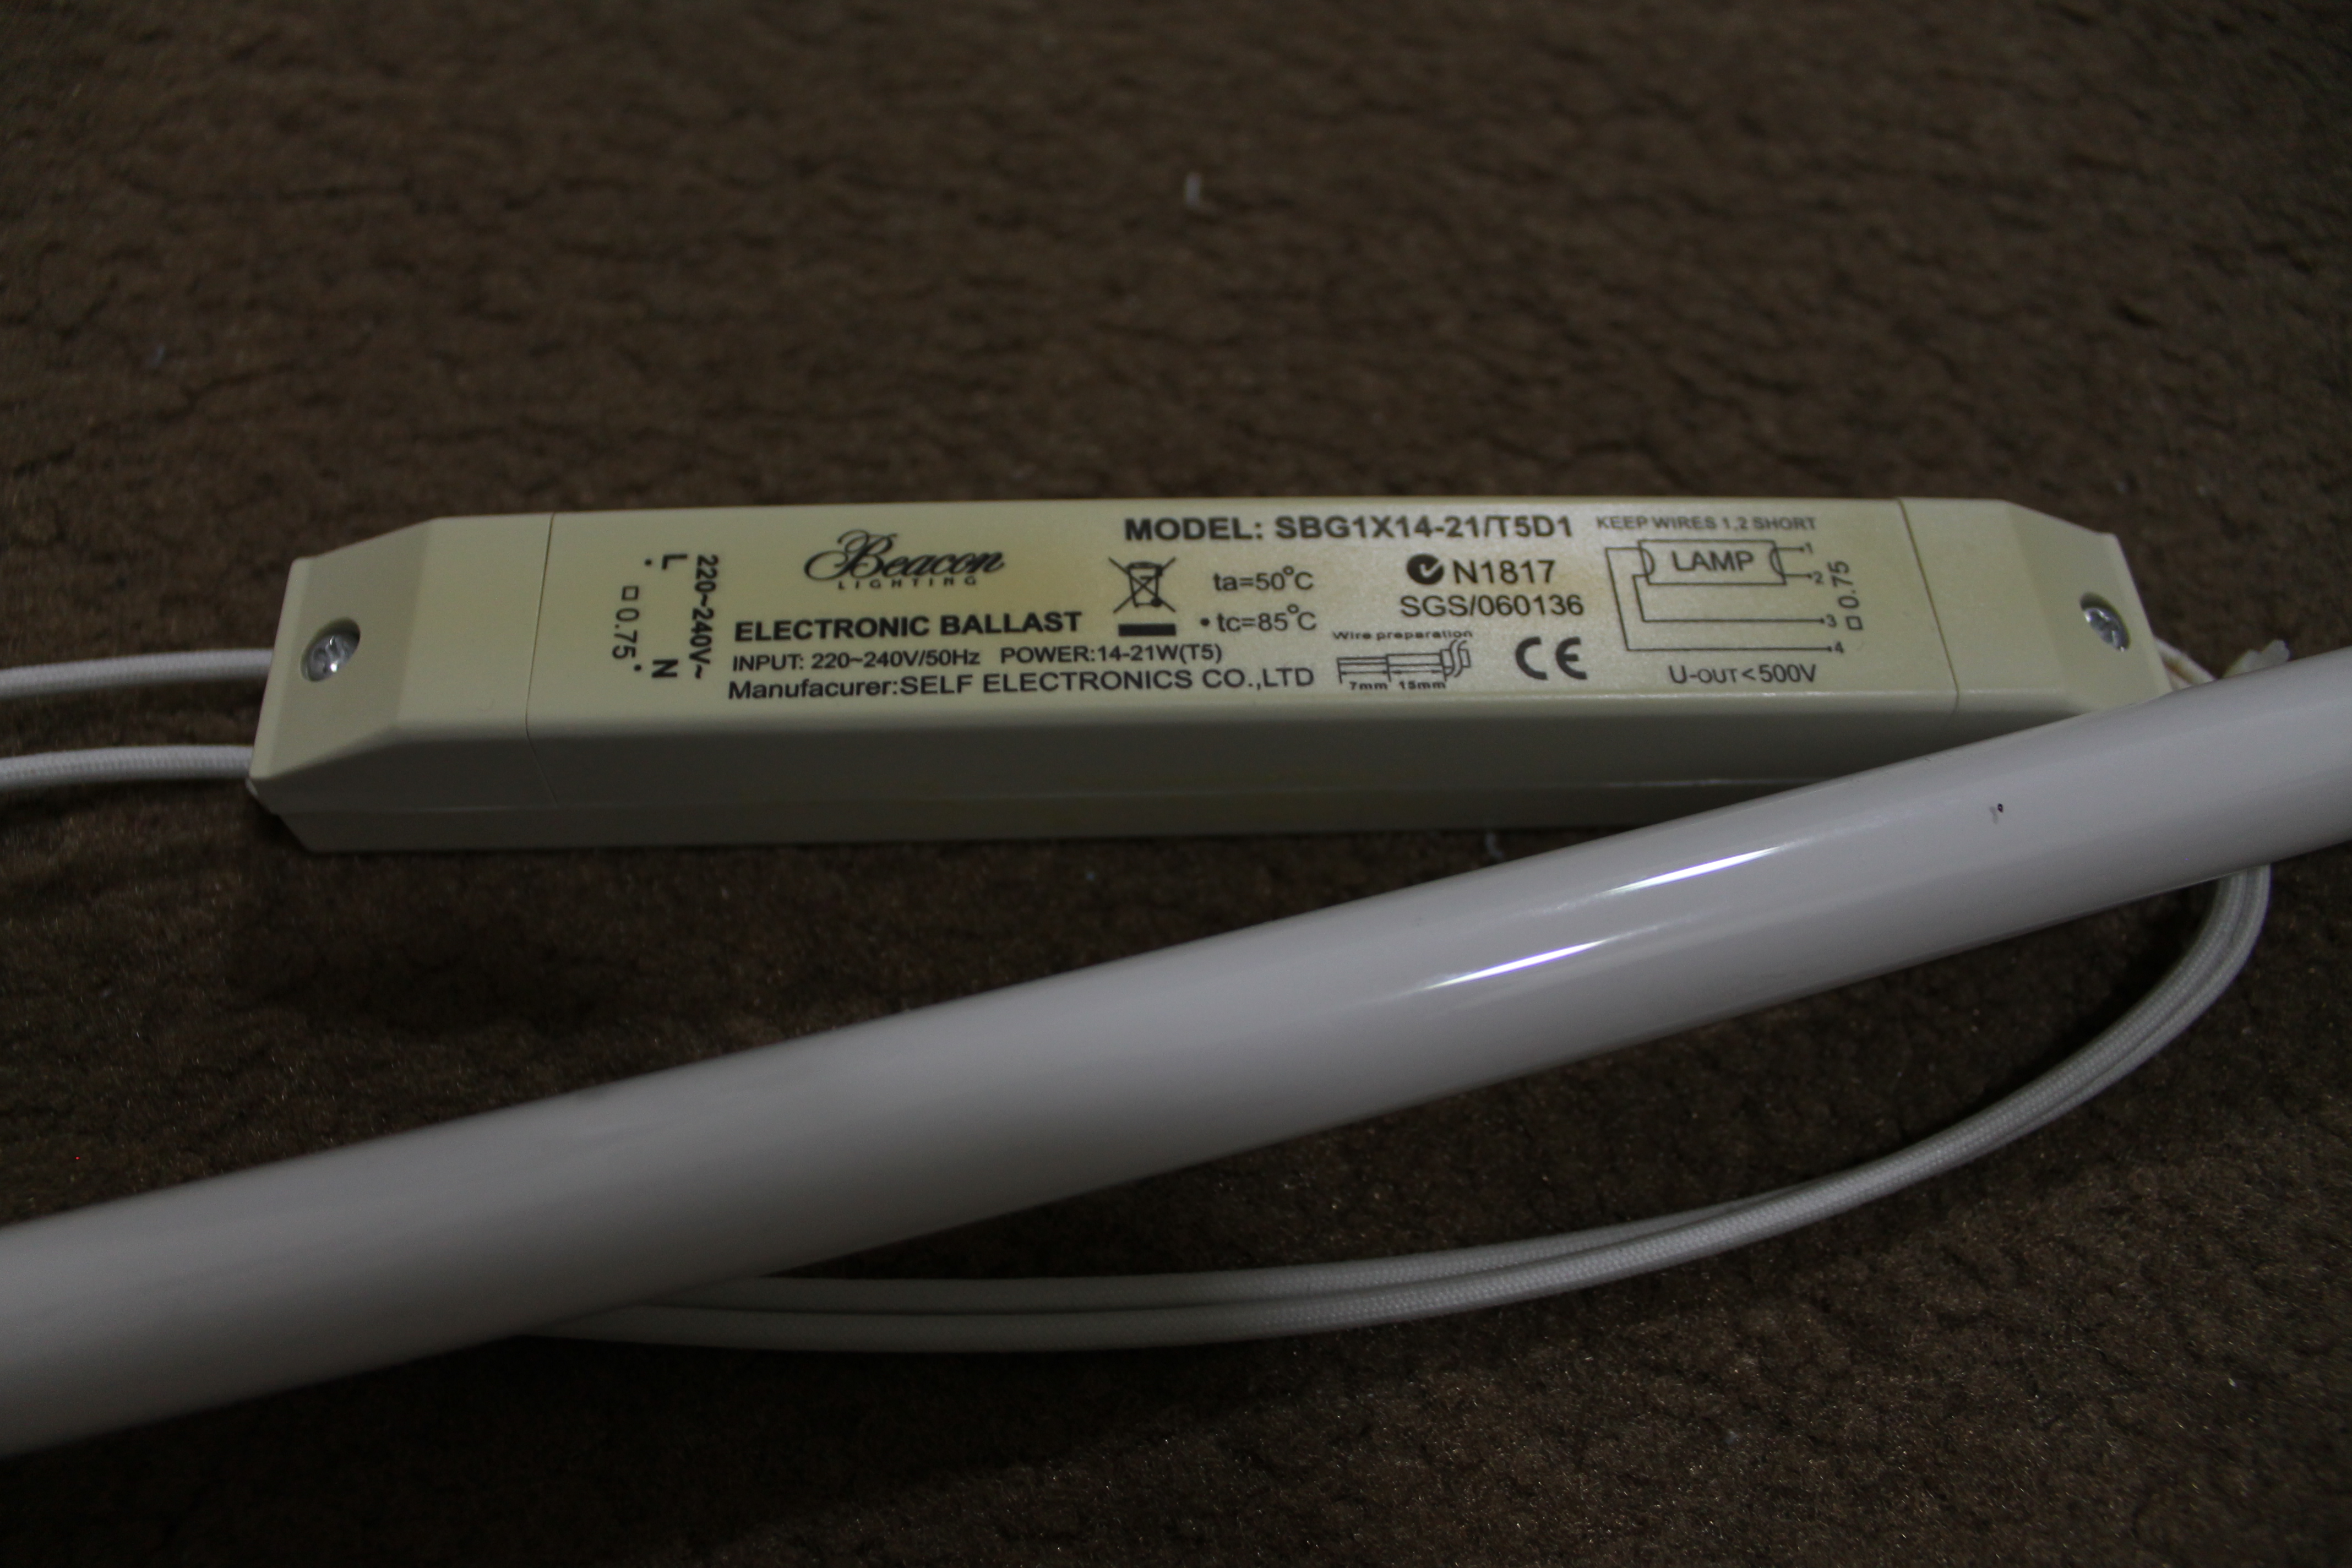 220~240V~
L
N
□ 0.75
Beacon
LIGHTING
ELECTRONIC BALLAST
INPUT: 220~240V/50Hz POWER:14-21W(T5)
Manufacurer:SELF ELECTRONICS CO.,LTD
MODEL: SBG1X14-21/T5D1
ta=50°C
• tc=85°C
N1817
SGS/060136
Wire preparation
7mm 15mm
CE
KEEP WIRES 1,2 SHORT
LAMP
1
2
3
4
□ 0.75
U-OUT<500V